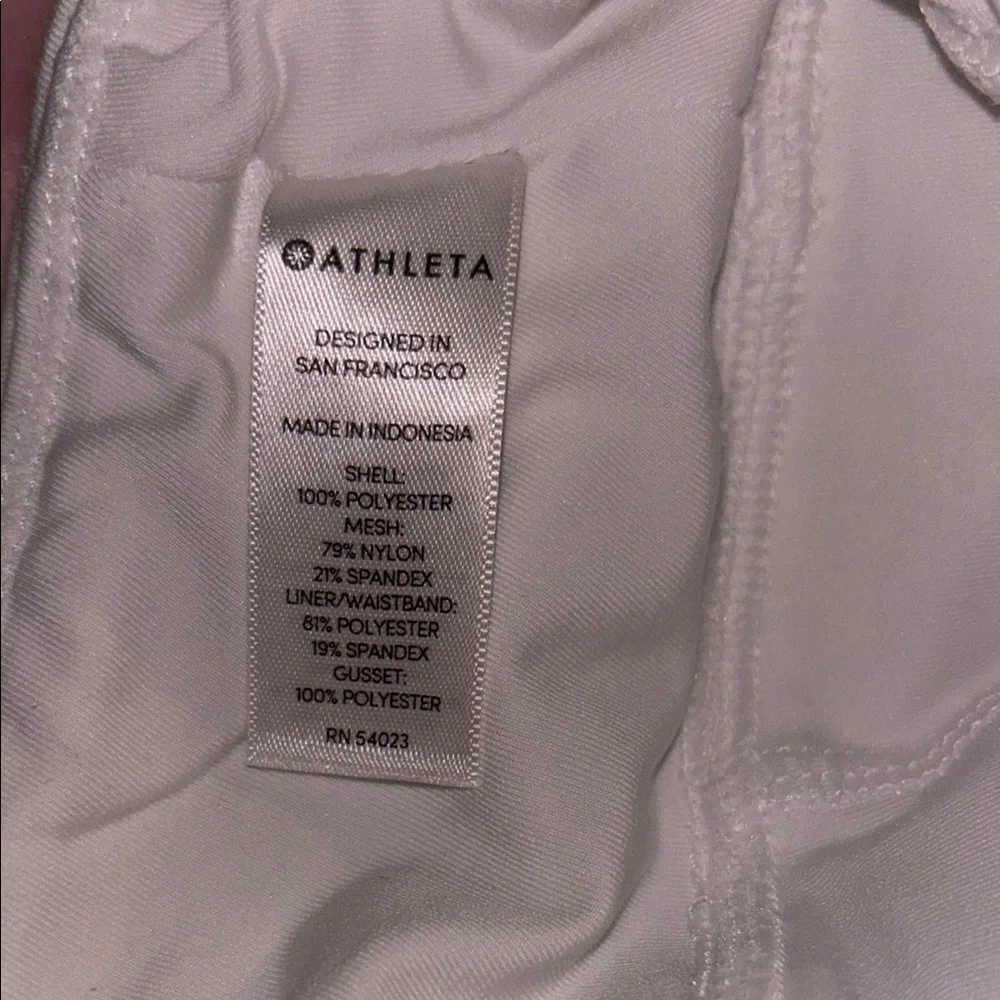 ATHLETA
DESIGNED IN
SAN FRANCISCO
MADE IN INDONESIA
SHELL:
100% POLYESTER
MESH:
79% NYLON
21% SPANDEX
LINER/WAISTBAND:
81% POLYESTER
19% SPANDEX
GUSSET:
100% POLYESTER
RN 54023